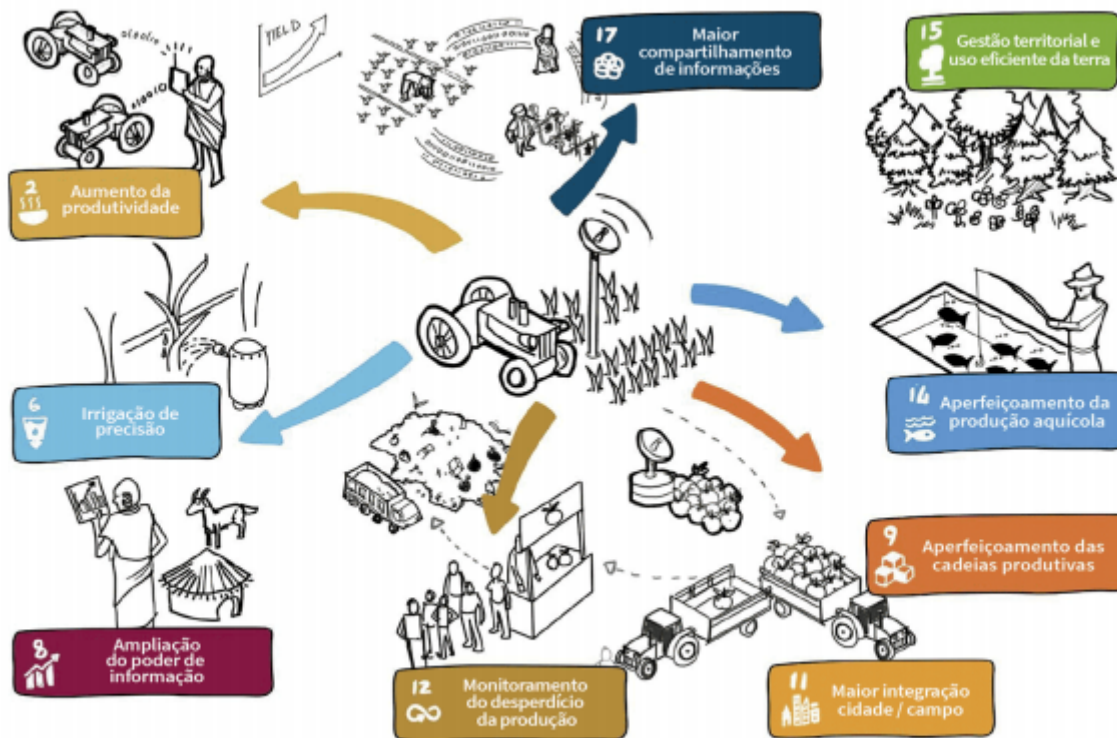 YIELD
17
Maior
compartilhamento
de informações
15
Gestão territorial e
uso eficiente da terra
2
Aumento da
produtividade
6
Irrigação de
precisão
14
Aperfeiçoamento da
produção aquícola
9
Aperfeiçoamento das
cadeias produtivas
8
Ampliação
do poder de
informação
12
Monitoramento
do desperdício
da produção
11
Maior integração
cidade / campo